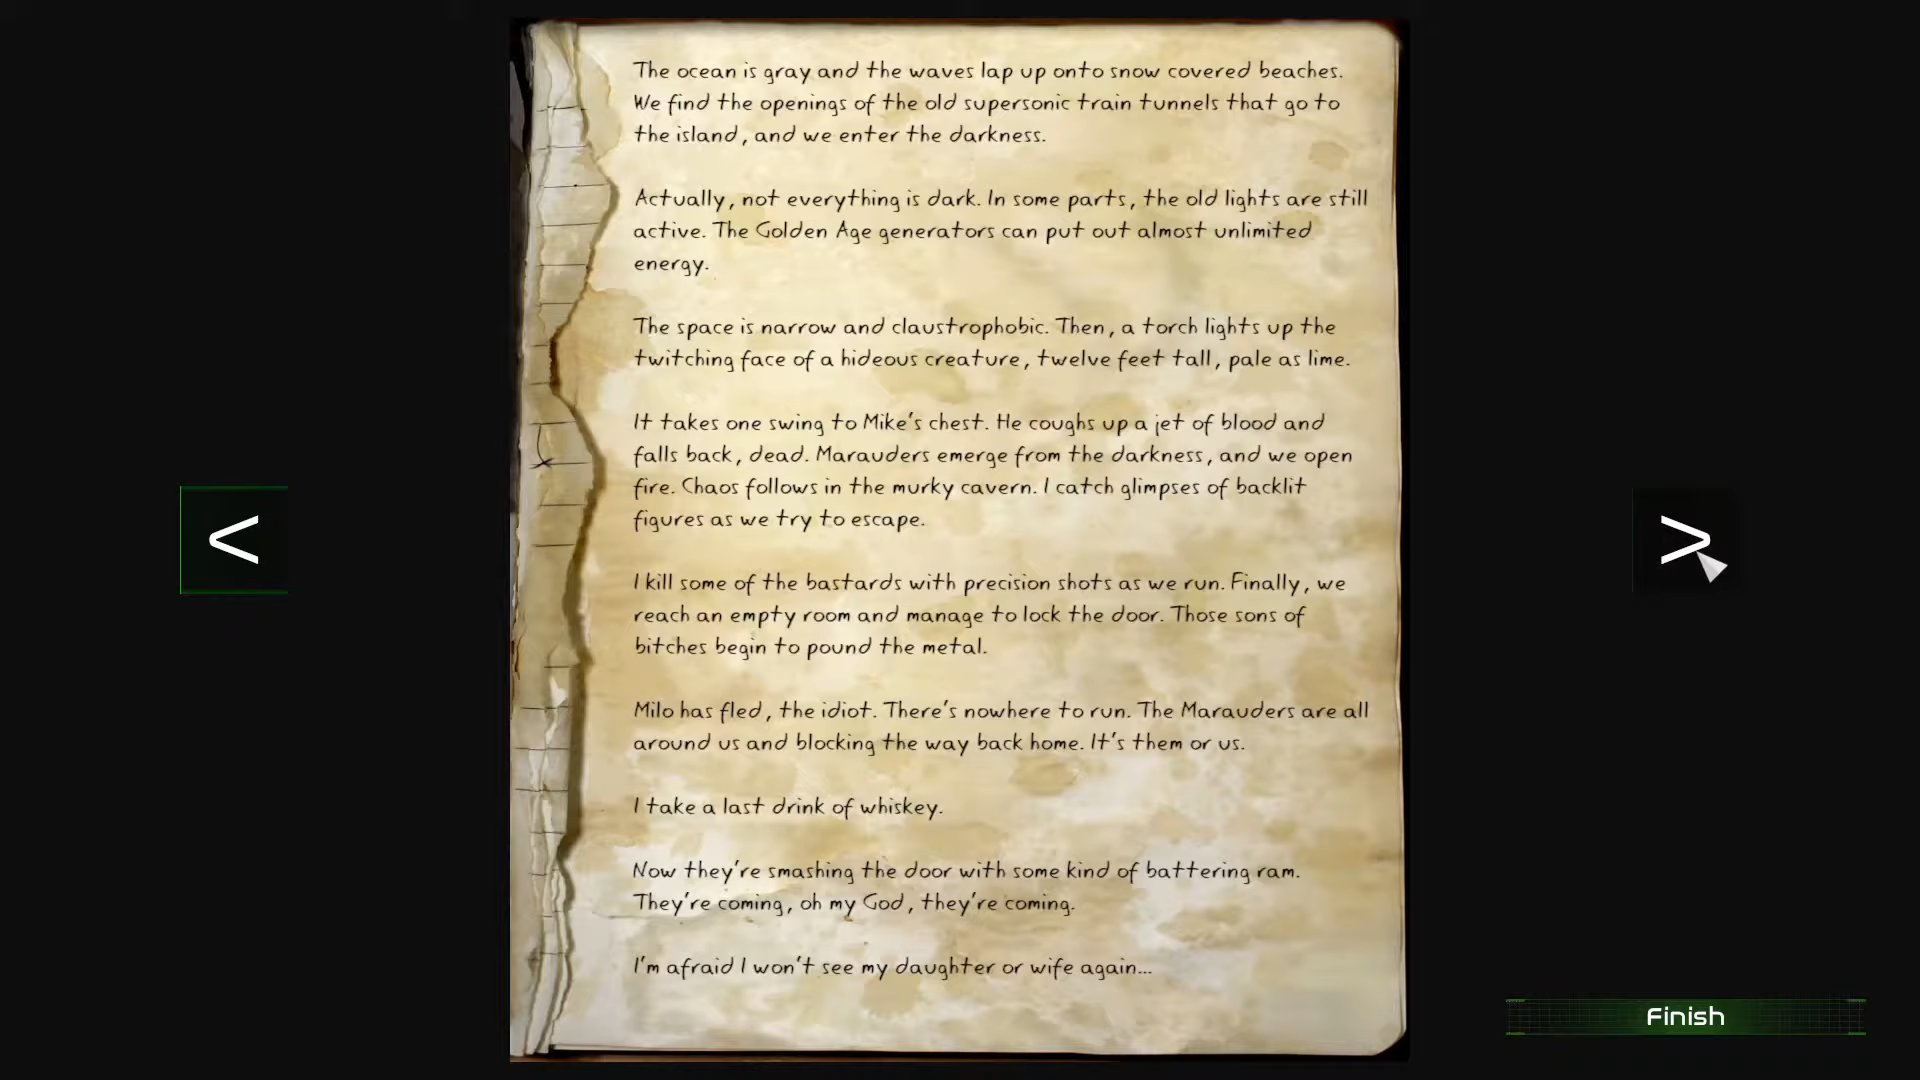 The ocean is gray and the waves lap up onto snow covered beaches.
We find the openings of the old supersonic train tunnels that go to
the island, and we enter the darkness.
Actually, not everything is dark. In some parts, the old lights are still
active. The Golden Age generators can put out almost unlimited
energy.
The space is narrow and claustrophobic. Then, a torch lights up the
twitching face of a hideous creature, twelve feet tall, pale as lime.
It takes one swing to Mike's chest. He coughs up a jet of blood and
falls back, dead. Marauders emerge from the darkness, and we open
fire. Chaos follows in the murky cavern. I catch glimpses of backlit
figures as we try to escape.
I kill some of the bastards with precision shots as we run. Finally, we
reach an empty room and manage to lock the door. Those sons of
bitches begin to pound the metal.
Milo has fled, the idiot. There's nowhere to run. The Marauders are all
around us and blocking the way back home. It's them or us.
I take a last drink of whiskey.
Now they're smashing the door with some kind of battering ram.
They're coming, oh my God, they're coming.
I'm afraid I won't see my daughter or wife again...
<
>
Finish